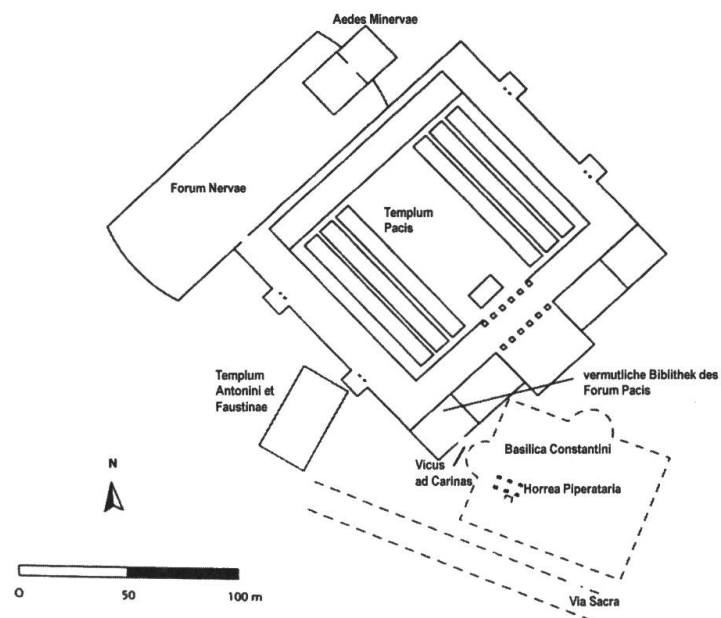 Aedes Minervae
Forum Nervae
Templum
Pacis
Templum
Antonini et
Faustinae
vermutliche Biblithek des
Forum Pacis
Vicus
ad Carinas
Basilica Constantini
Horrea Piperataria
N
0 50 100 m
Via Sacra